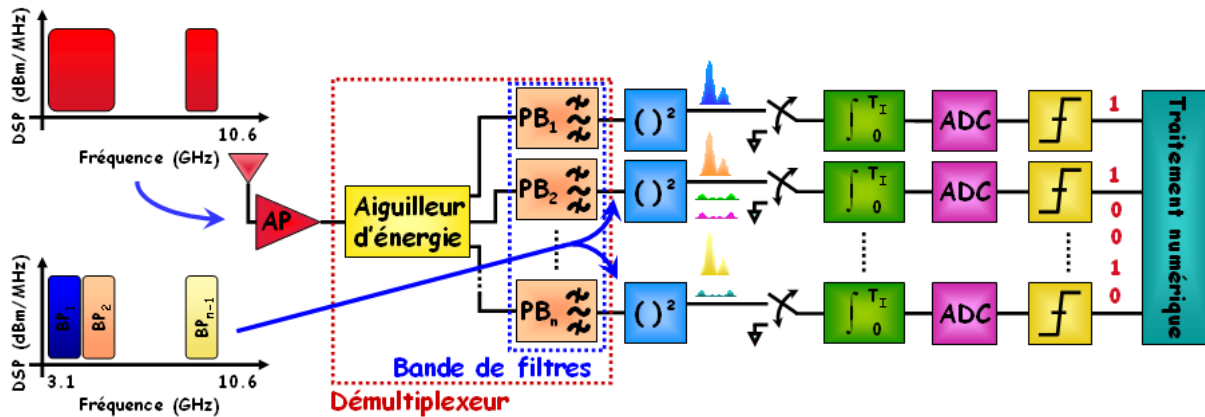 DSP (dBm/MHz)
10.6
Fréquence (GHz)
AP
Aiguilleur
d'énergie
DSP (dBm/MHz)
BP1
BP2
BPn-1
3.1
10.6
Fréquence (GHz)
PB1
( )²
∫ TI 0
ADC
1
PB2
( )²
∫ TI 0
ADC
1
0
0
1
0
PBn
( )²
∫ TI 0
ADC
Bande de filtres
Démultiplexeur
Traitement numérique